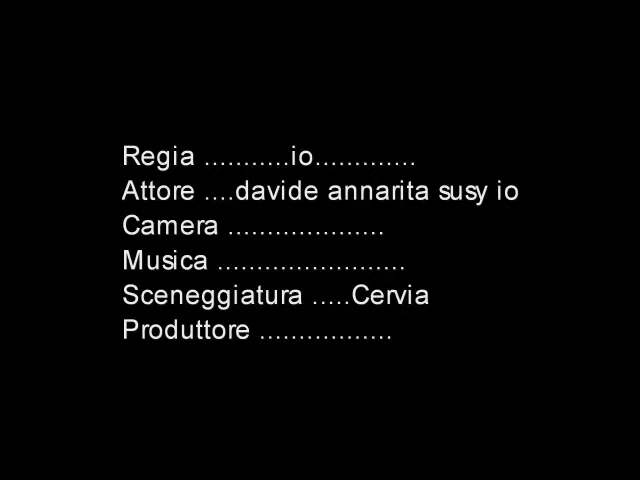 Regia ...........io.............
Attore ....davide annarita susy io
Camera ....................
Musica ........................
Sceneggiatura .....Cervia
Produttore .................